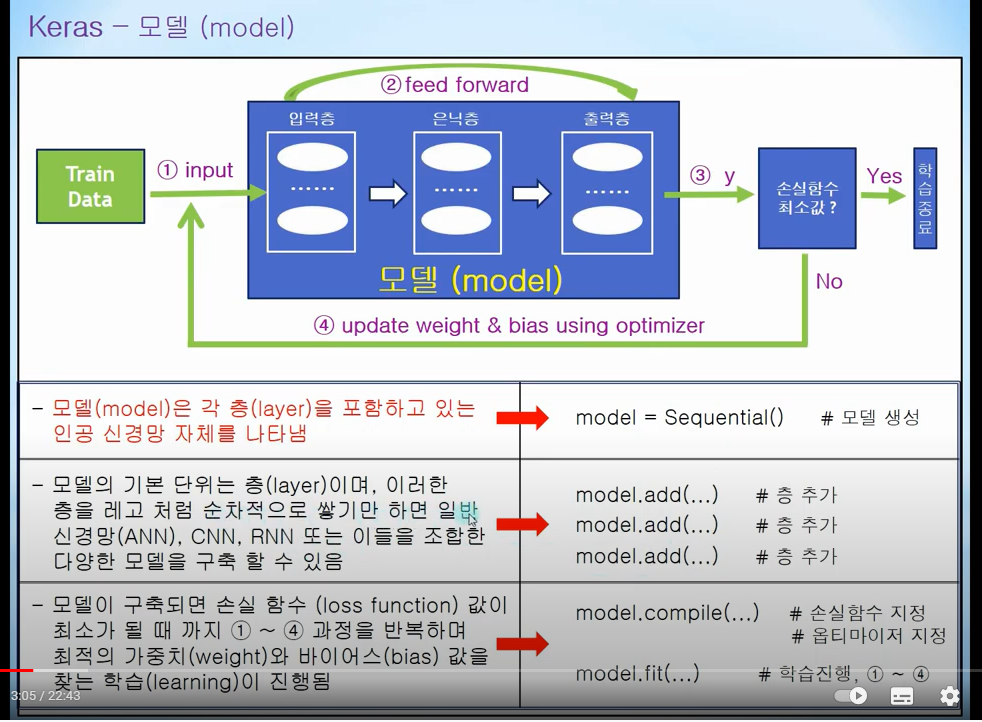 Keras – 모델 (model)
② feed forward
입력층
은닉층
출력층
Train
Data
① input
......
......
......
③ y
손실함수
최소값 ?
Yes
학습종료
모델 (model)
No
④ update weight & bias using optimizer
– 모델(model)은 각 층(layer)을 포함하고 있는
인공 신경망 자체를 나타냄
model = Sequential() # 모델 생성
– 모델의 기본 단위는 층(layer)이며, 이러한
층을 레고 처럼 순차적으로 쌓기만 하면 일반
신경망(ANN), CNN, RNN 또는 이들을 조합한
다양한 모델을 구축 할 수 있음
model.add(...) # 층 추가
model.add(...) # 층 추가
model.add(...) # 층 추가
– 모델이 구축되면 손실 함수 (loss function) 값이
최소가 될 때 까지 ① ~ ④ 과정을 반복하며
최적의 가중치(weight)와 바이어스(bias) 값을
찾는 학습(learning)이 진행됨
model.compile(...) # 손실함수 지정
# 옵티마이저 지정
model.fit(...) # 학습진행, ① ~ ④
3:05 / 22:43